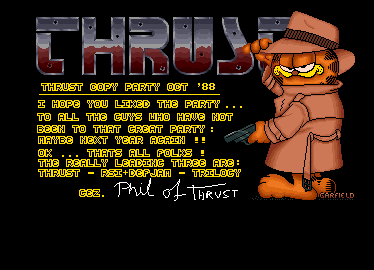 THRUST
THRUST COPY PARTY OCT '88
I HOPE YOU LIKED THE PARTY...
TO ALL THE GUYS WHO HAVE NOT
BEEN TO THAT GREAT PARTY:
MAYBE NEXT YEAR AGAIN !!
OK ... THATS ALL FOLKS !
THE REALLY LEADING THREE ARE:
THRUST - RSI+DEFJAM - TRILOGY
GEZ. Phil of THRUST
GARFIELD